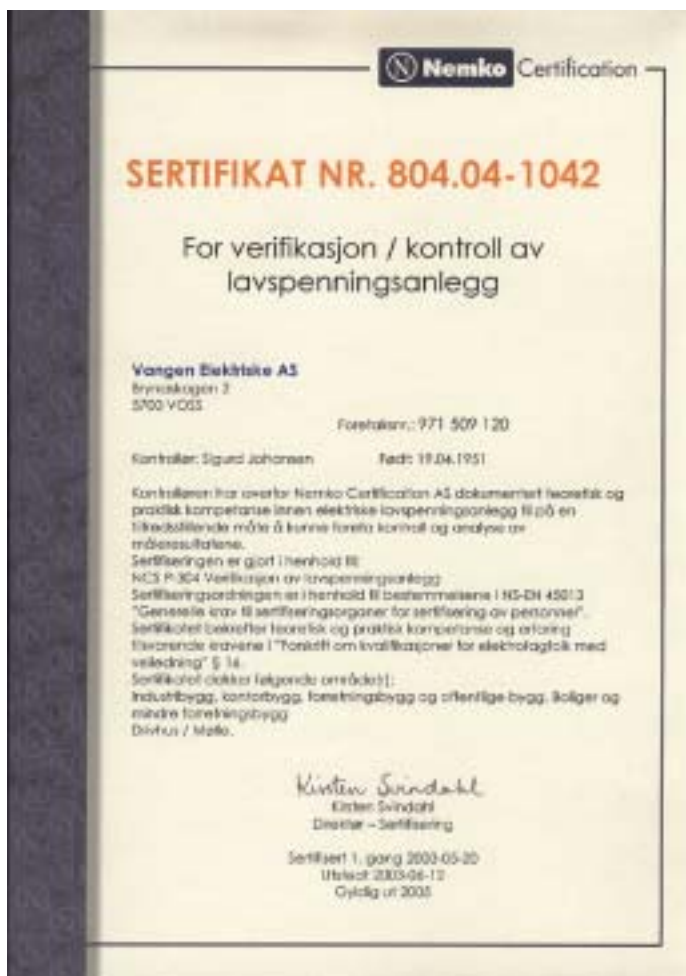 Nemko Certification
SERTIFIKAT NR. 804.04-1042
For verifikasjon / kontroll av
lavspenningsanlegg
Vangen Elektriske AS
5700 VOSS
Foretaksnr.: 971 509 120
Kontrollør: Sigurd Johansen Født: 19.06.1951
Kontrolløren har overfor Nemko Certification AS dokumentert teoretisk og
praktisk kompetanse innen elektriske lavspenningsanlegg til på en
tilfredsstillende måte å kunne foreta kontroll og analyse av
måleresultatene.
Sertifiseringen er gjort i henhold til:
NCS P-304 Verifikasjon av lavspenningsanlegg
Sertifiseringsordningen er i henhold til bestemmelsene i NS-EN 45013
"Generelle krav til sertifiseringsorganer for sertifisering av personell".
Sertifikatet bekrefter teoretisk og praktisk kompetanse og erfaring
tilsvarende kravene i "Forskrift om kvalifikasjoner for elektrofagfolk med
veiledning" § 16.
Sertifikatet dekker følgende område(r):
Industribygg, kontorbygg, forretningsbygg og offentlige bygg. Boliger og
mindre forretningsbygg
Drivhus /
Kirsten Svindahl
Kirsten Svindahl
Direktør – Sertifisering
Sertifisert 1. gang 2003-05-20
Utstedt 2003-06-12
Gyldig ut 2005